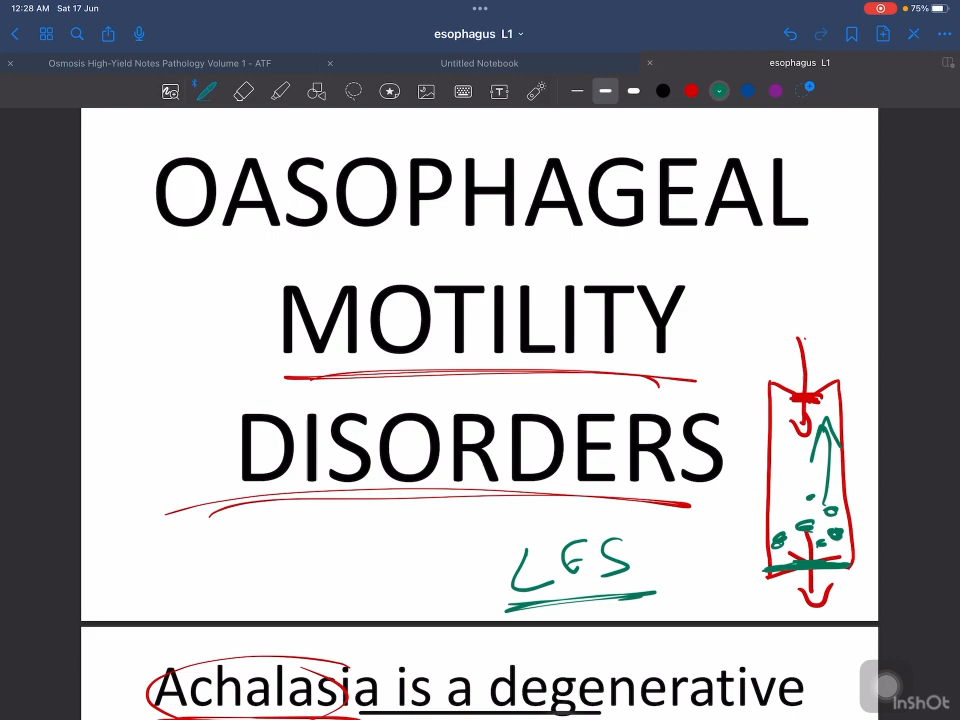 12:28 AM Sat 17 Jun
75%
esophagus L1
Osmosis High-Yield Notes Pathology Volume 1 - ATF
Untitled Notebook
esophagus L1
OASOPHAGEAL
MOTILITY
DISORDERS
LES
Achalasia is a degenerative
InShOt